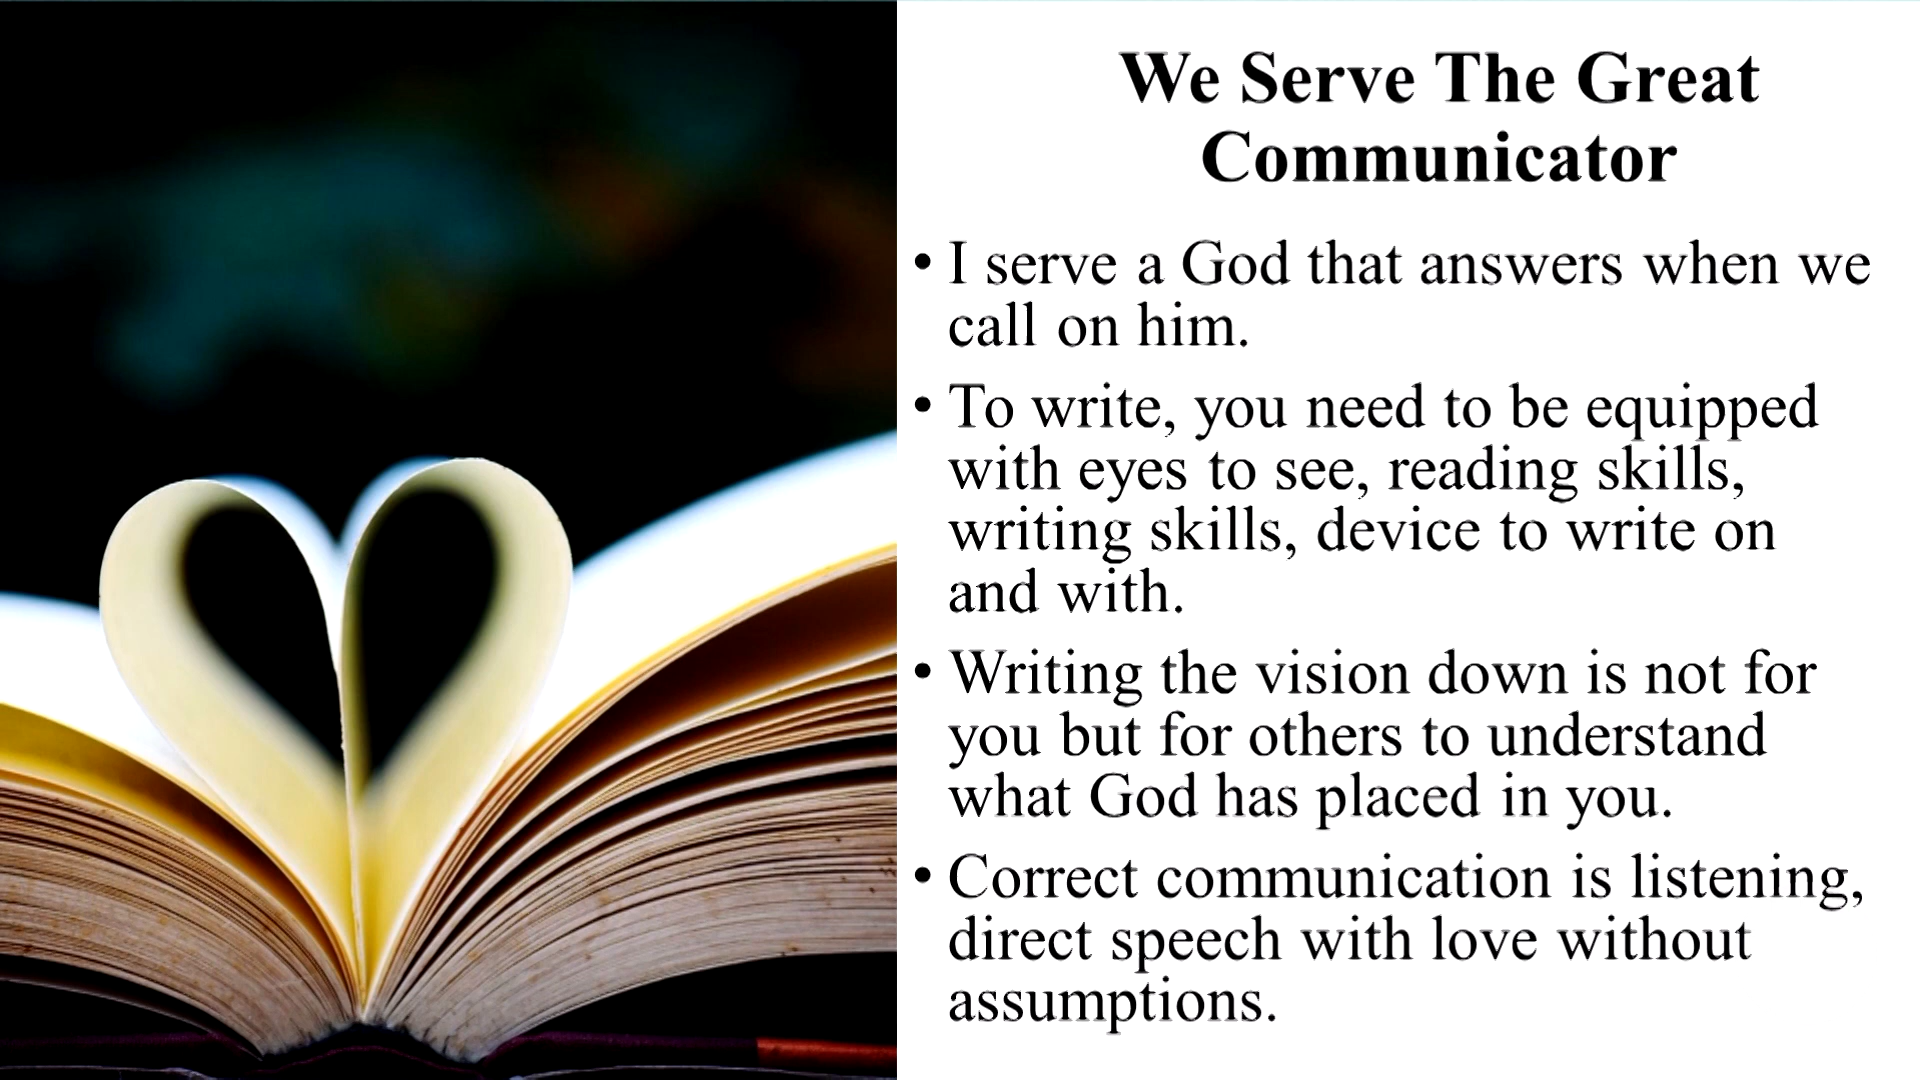 We Serve The Great
Communicator
• I serve a God that answers when we
call on him.
• To write, you need to be equipped
with eyes to see, reading skills,
writing skills, device to write on
and with.
• Writing the vision down is not for
you but for others to understand
what God has placed in you.
• Correct communication is listening,
direct speech with love without
assumptions.